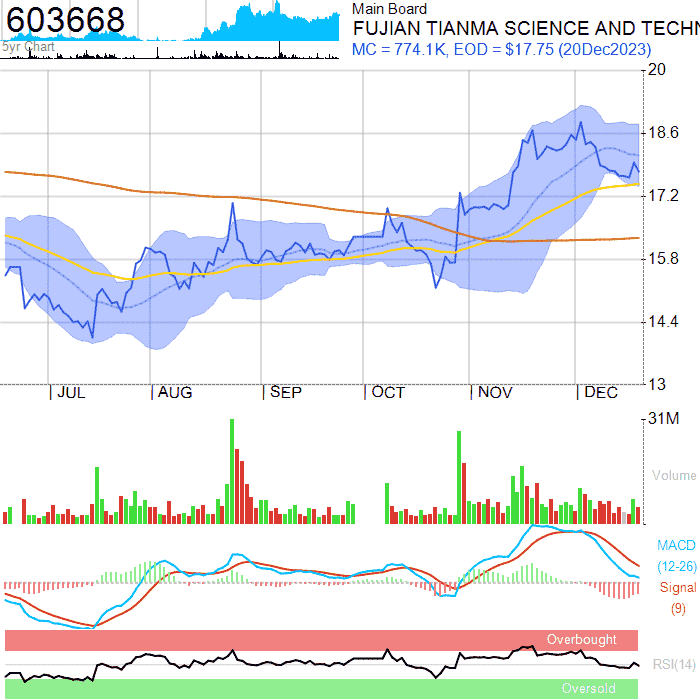 603668
5yr Chart
Main Board
FUJIAN TIANMA SCIENCE AND TECHN
MC = 774.1K, EOD = $17.75 (20Dec2023)
20
18.6
17.2
15.8
14.4
13
JUL AUG SEP OCT NOV DEC
31M
Volume
MACD
(12-26)
Signal
(9)
Overbought
RSI(14)
Oversold